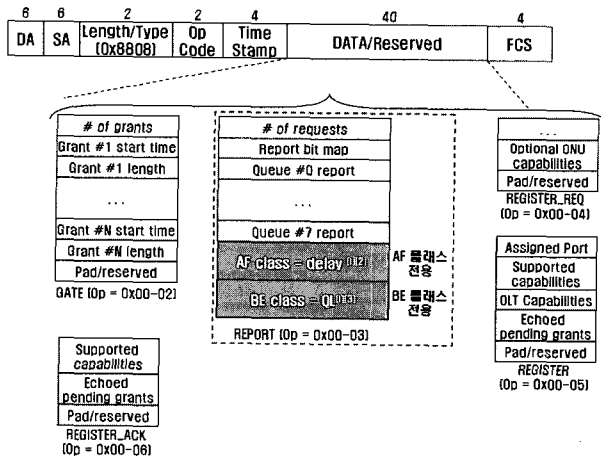 6 6 2 2 4 40 4
DA SA Length/Type (0x8808) Op Code Time Stamp DATA/Reserved FCS
# of grants
Grant #1 start time
Grant #1 length
...
Grant #N start time
Grant #N length
Pad/reserved
GATE (Op = 0x00-02)
# of requests
Report bit map
Queue #0 report
...
Queue #7 report
AF class = delay
AF 클래스
전용
BE class = QL
BE 클래스
전용
REPORT (Op = 0x00-03)
...
Optional ONU
capabilities
Pad/reserved
REGISTER_REQ
(Op = 0x00-04)
Assigned Port
Supported
capabilities
OLT Capabilities
Echoed
pending grants
Pad/reserved
REGISTER
(Op = 0x00-05)
Supported
capabilities
Echoed
pending grants
Pad/reserved
REGISTER_ACK
(Op = 0x00-06)